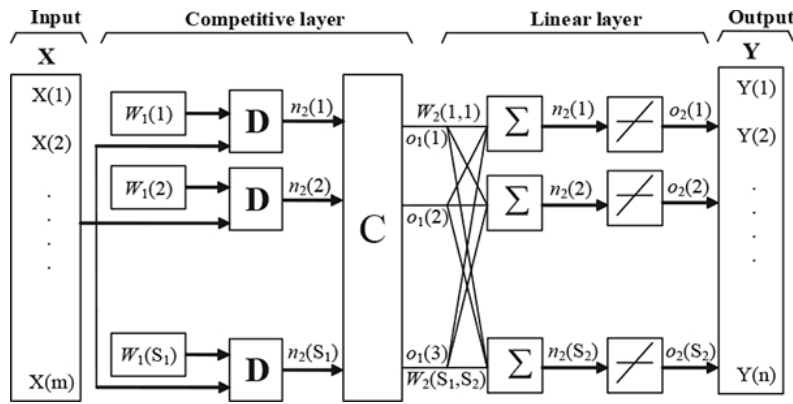 Input Competitive layer Linear layer Output
X Y
X(1)
X(2)
.
.
.
.
X(m)
W₁(1) D n₂(1)
W₁(2) D n₂(2)
W₁(S₁) D n₂(S₁)
C
W₂(1,1)
o₁(1)
o₁(2)
o₁(3)
W₂(S₁,S₂)
Σ n₂(1) o₂(1)
Σ n₂(2) o₂(2)
Σ n₂(S₂) o₂(S₂)
Y(1)
Y(2)
.
.
.
.
Y(n)